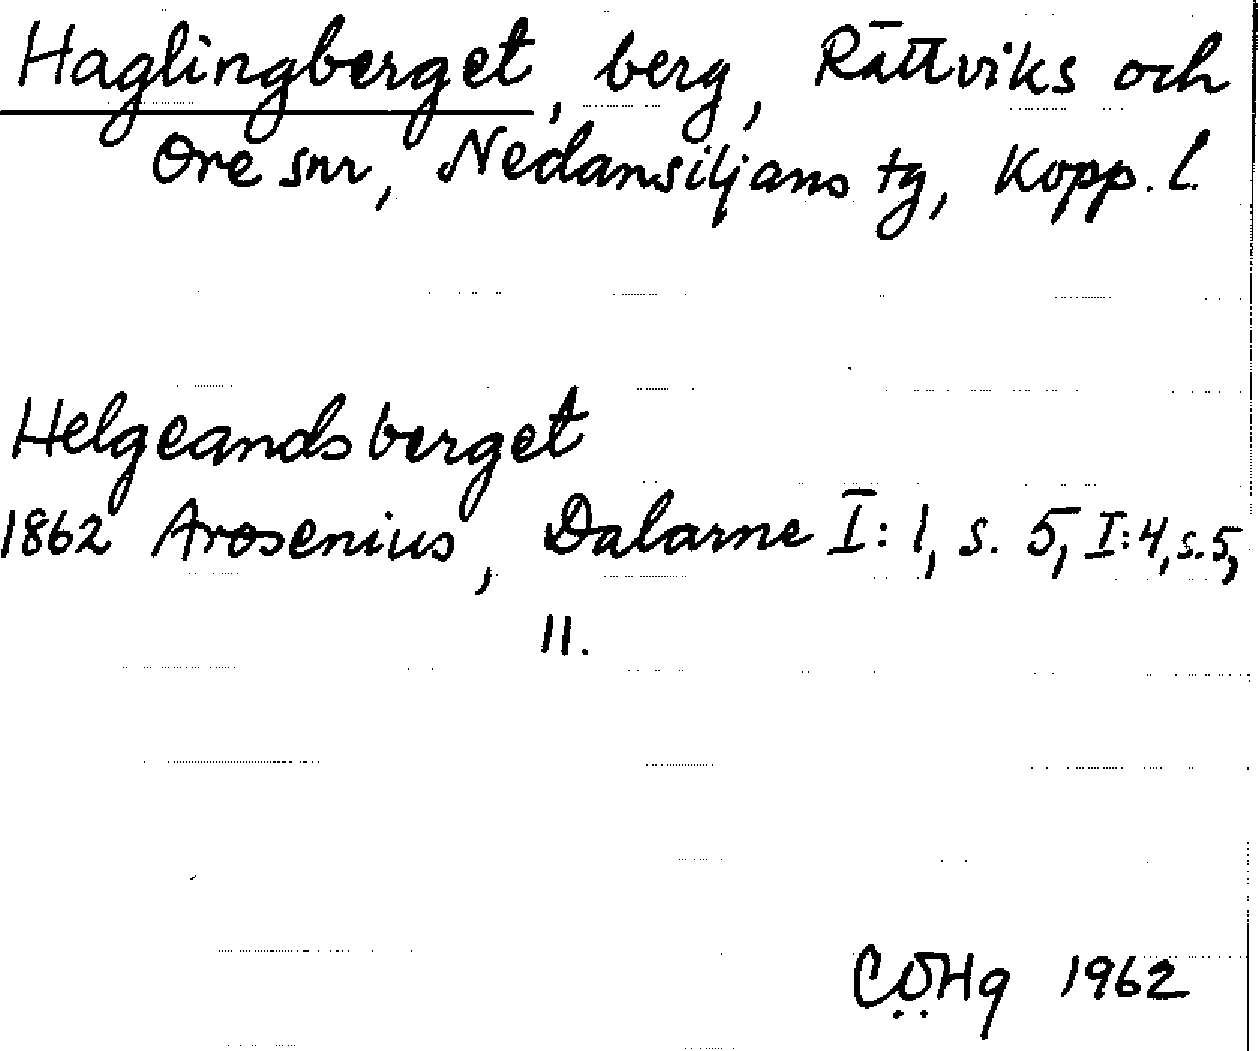 Haglingberget, berg, Rättviks och
Ore snr, Nedansiljans tg, Kopp. l.
Helgeandsberget
1862 Arosenius, Dalarne I:1, s. 5, I:4, s. 5,
11.
CÖHg 1962